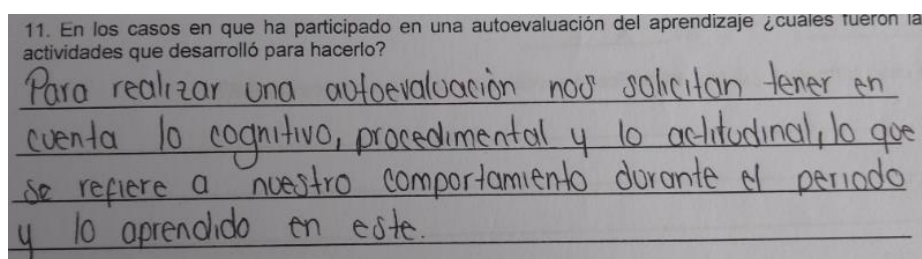 11. En los casos en que ha participado en una autoevaluación del aprendizaje ¿cuáles fueron la
actividades que desarrolló para hacerlo?
Para realizar una autoevaluación nos solicitan tener en
cuenta lo cognitivo, procedimental y lo actitudinal, lo que
se refiere a nuestro comportamiento durante el periodo
y lo aprendido en este.